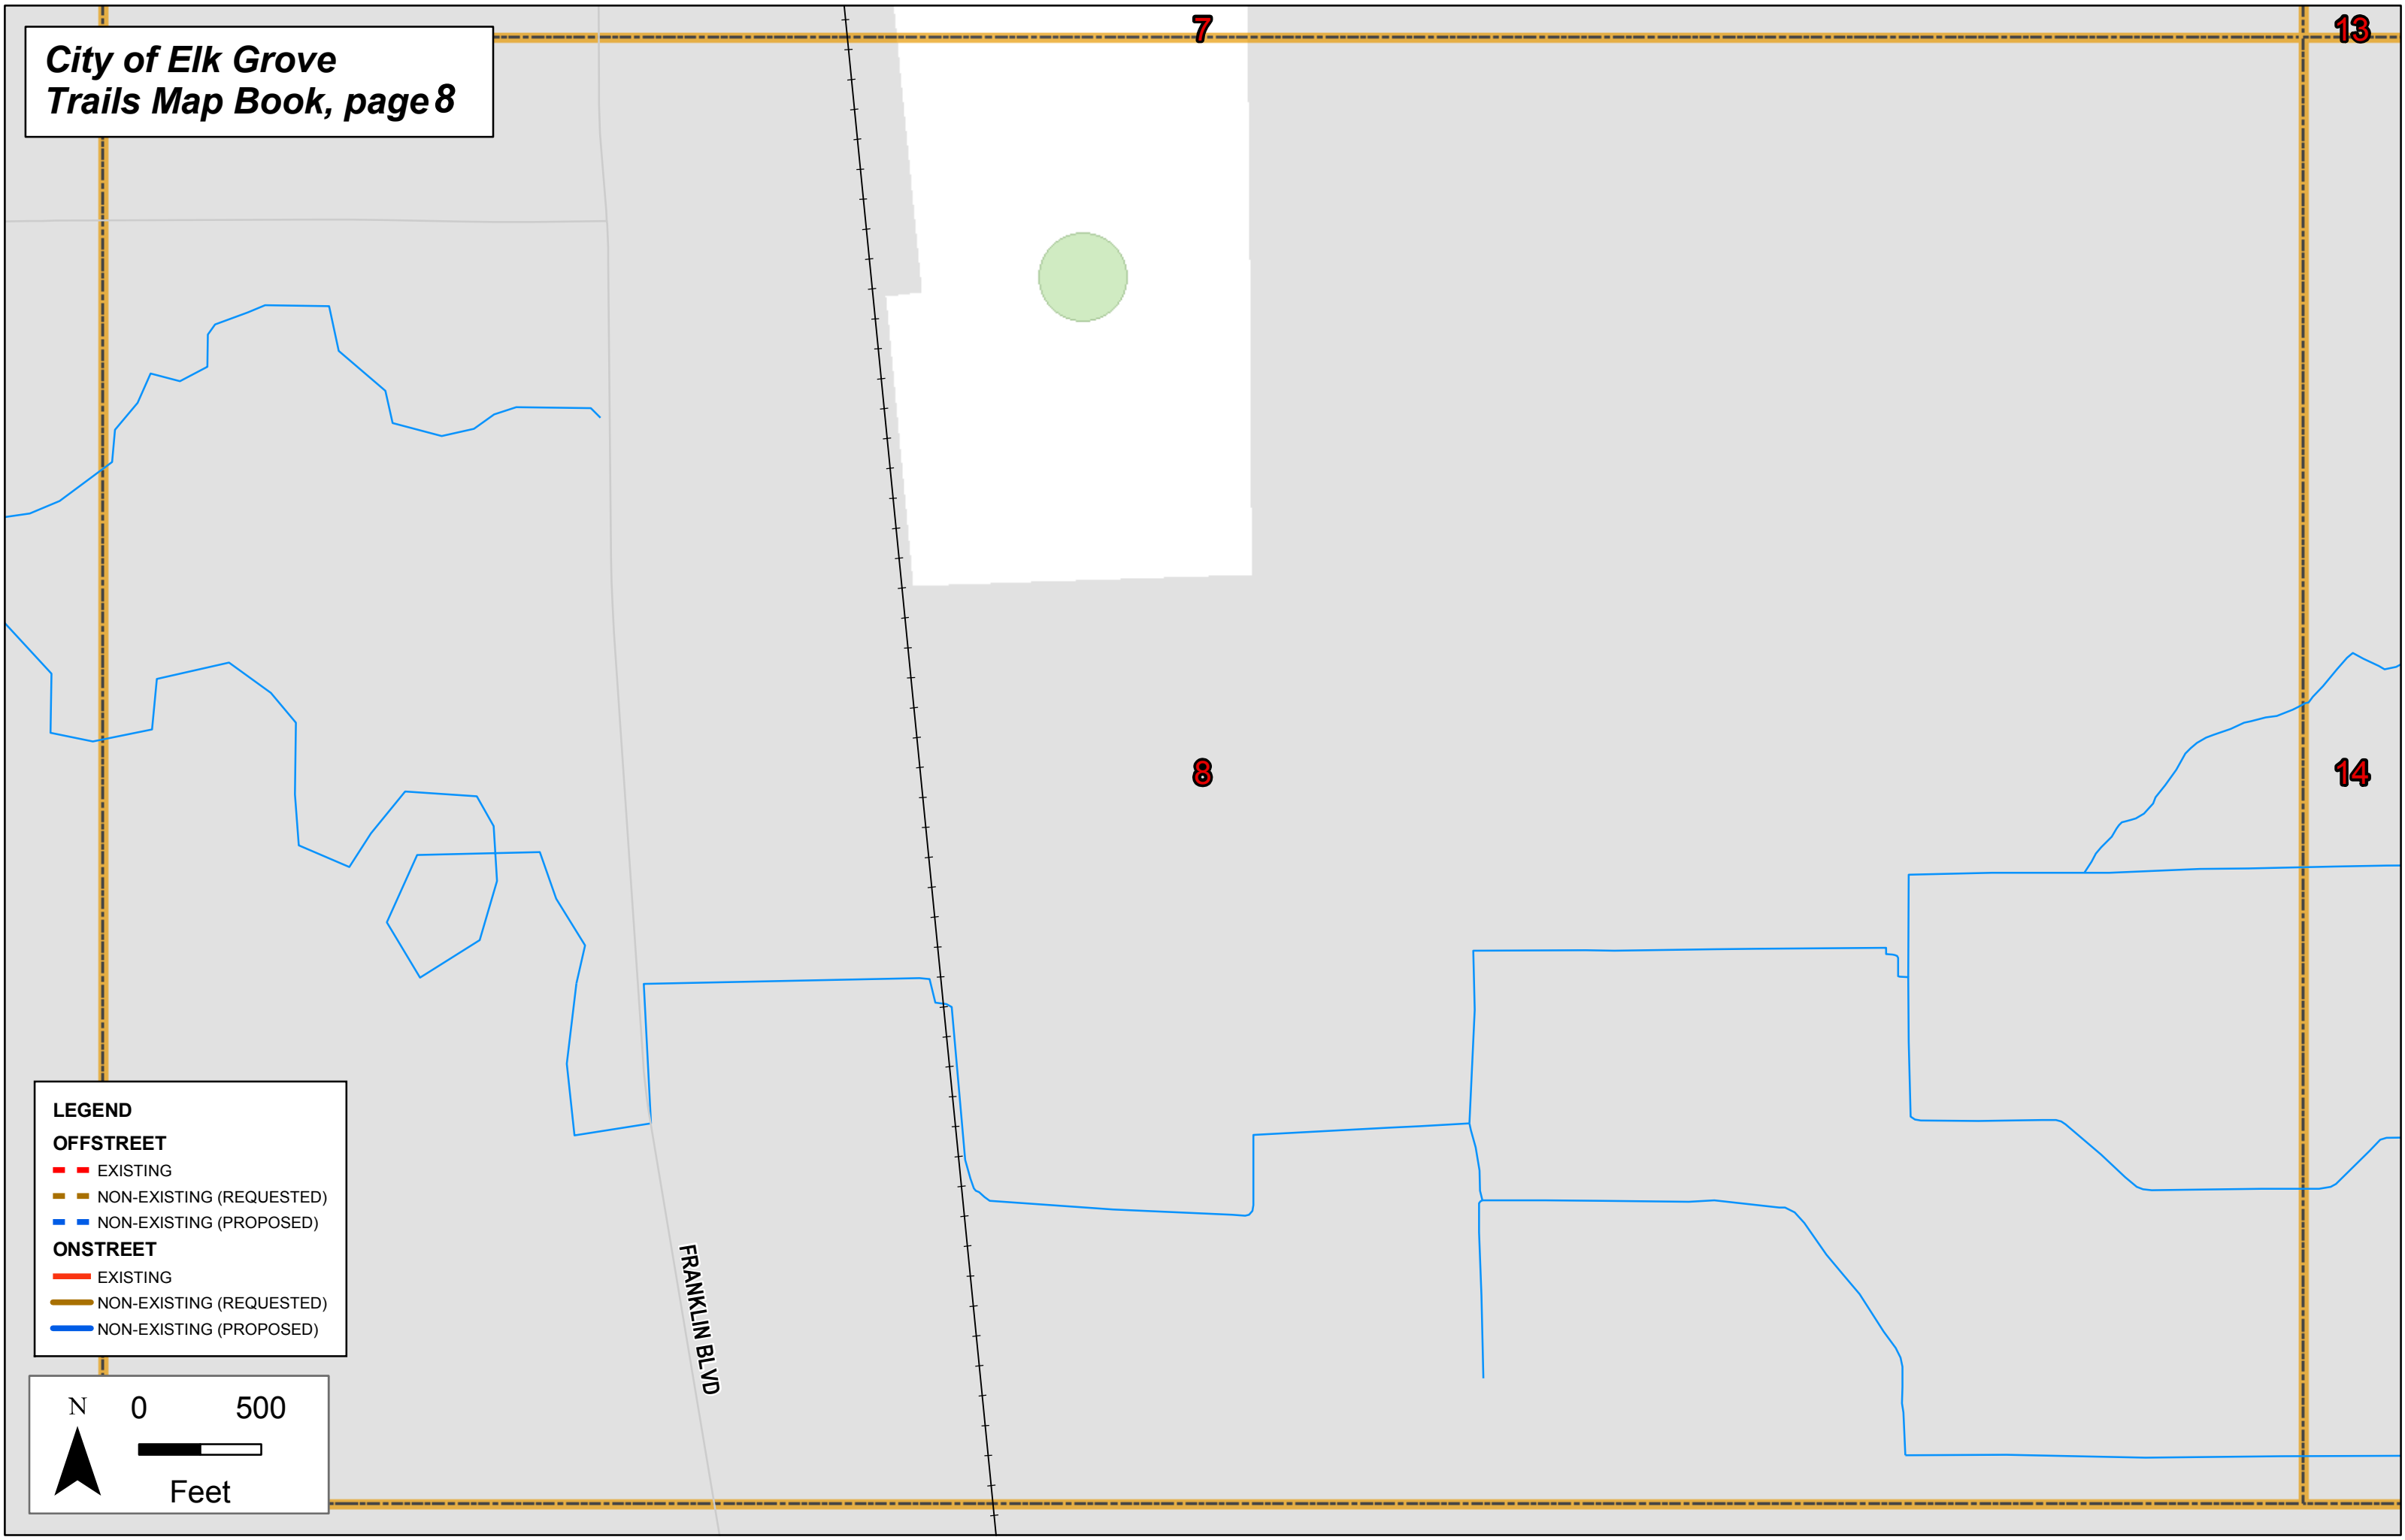 City of Elk Grove
Trails Map Book, page 8
7
13
8
14
LEGEND
OFFSTREET
EXISTING
NON-EXISTING (REQUESTED)
NON-EXISTING (PROPOSED)
ONSTREET
EXISTING
NON-EXISTING (REQUESTED)
NON-EXISTING (PROPOSED)
FRANKLIN BLVD
N
0 500
Feet